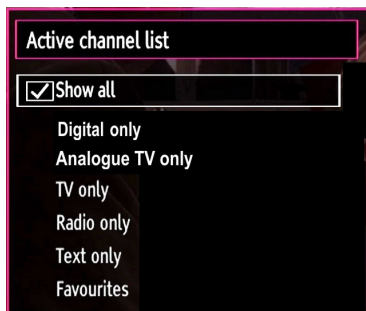 Active channel list
Show all
Digital only
Analogue TV only
TV only
Radio only
Text only
Favourites